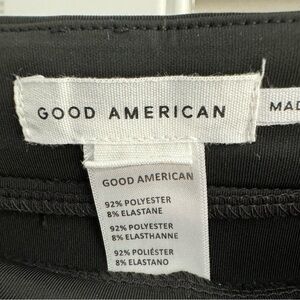 GOOD AMERICAN
MAD
GOOD AMERICAN
92% POLYESTER
8% ELASTANE
92% POLYESTER
8% ELASTHANNE
92% POLIÉSTER
8% ELASTANO